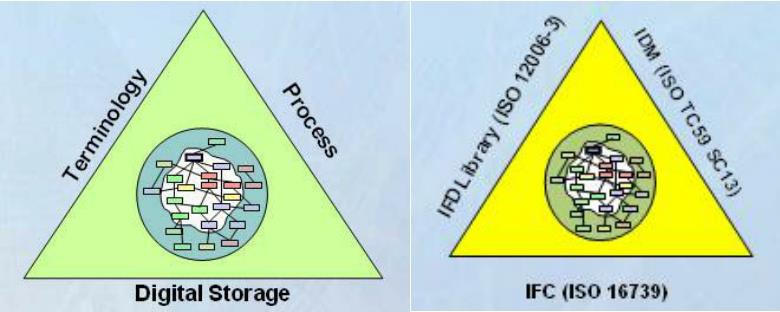 Terminology
Process
Digital Storage
IFD Library (ISO 12006-3)
IDM (ISO TC59 SC13)
IFC (ISO 16739)